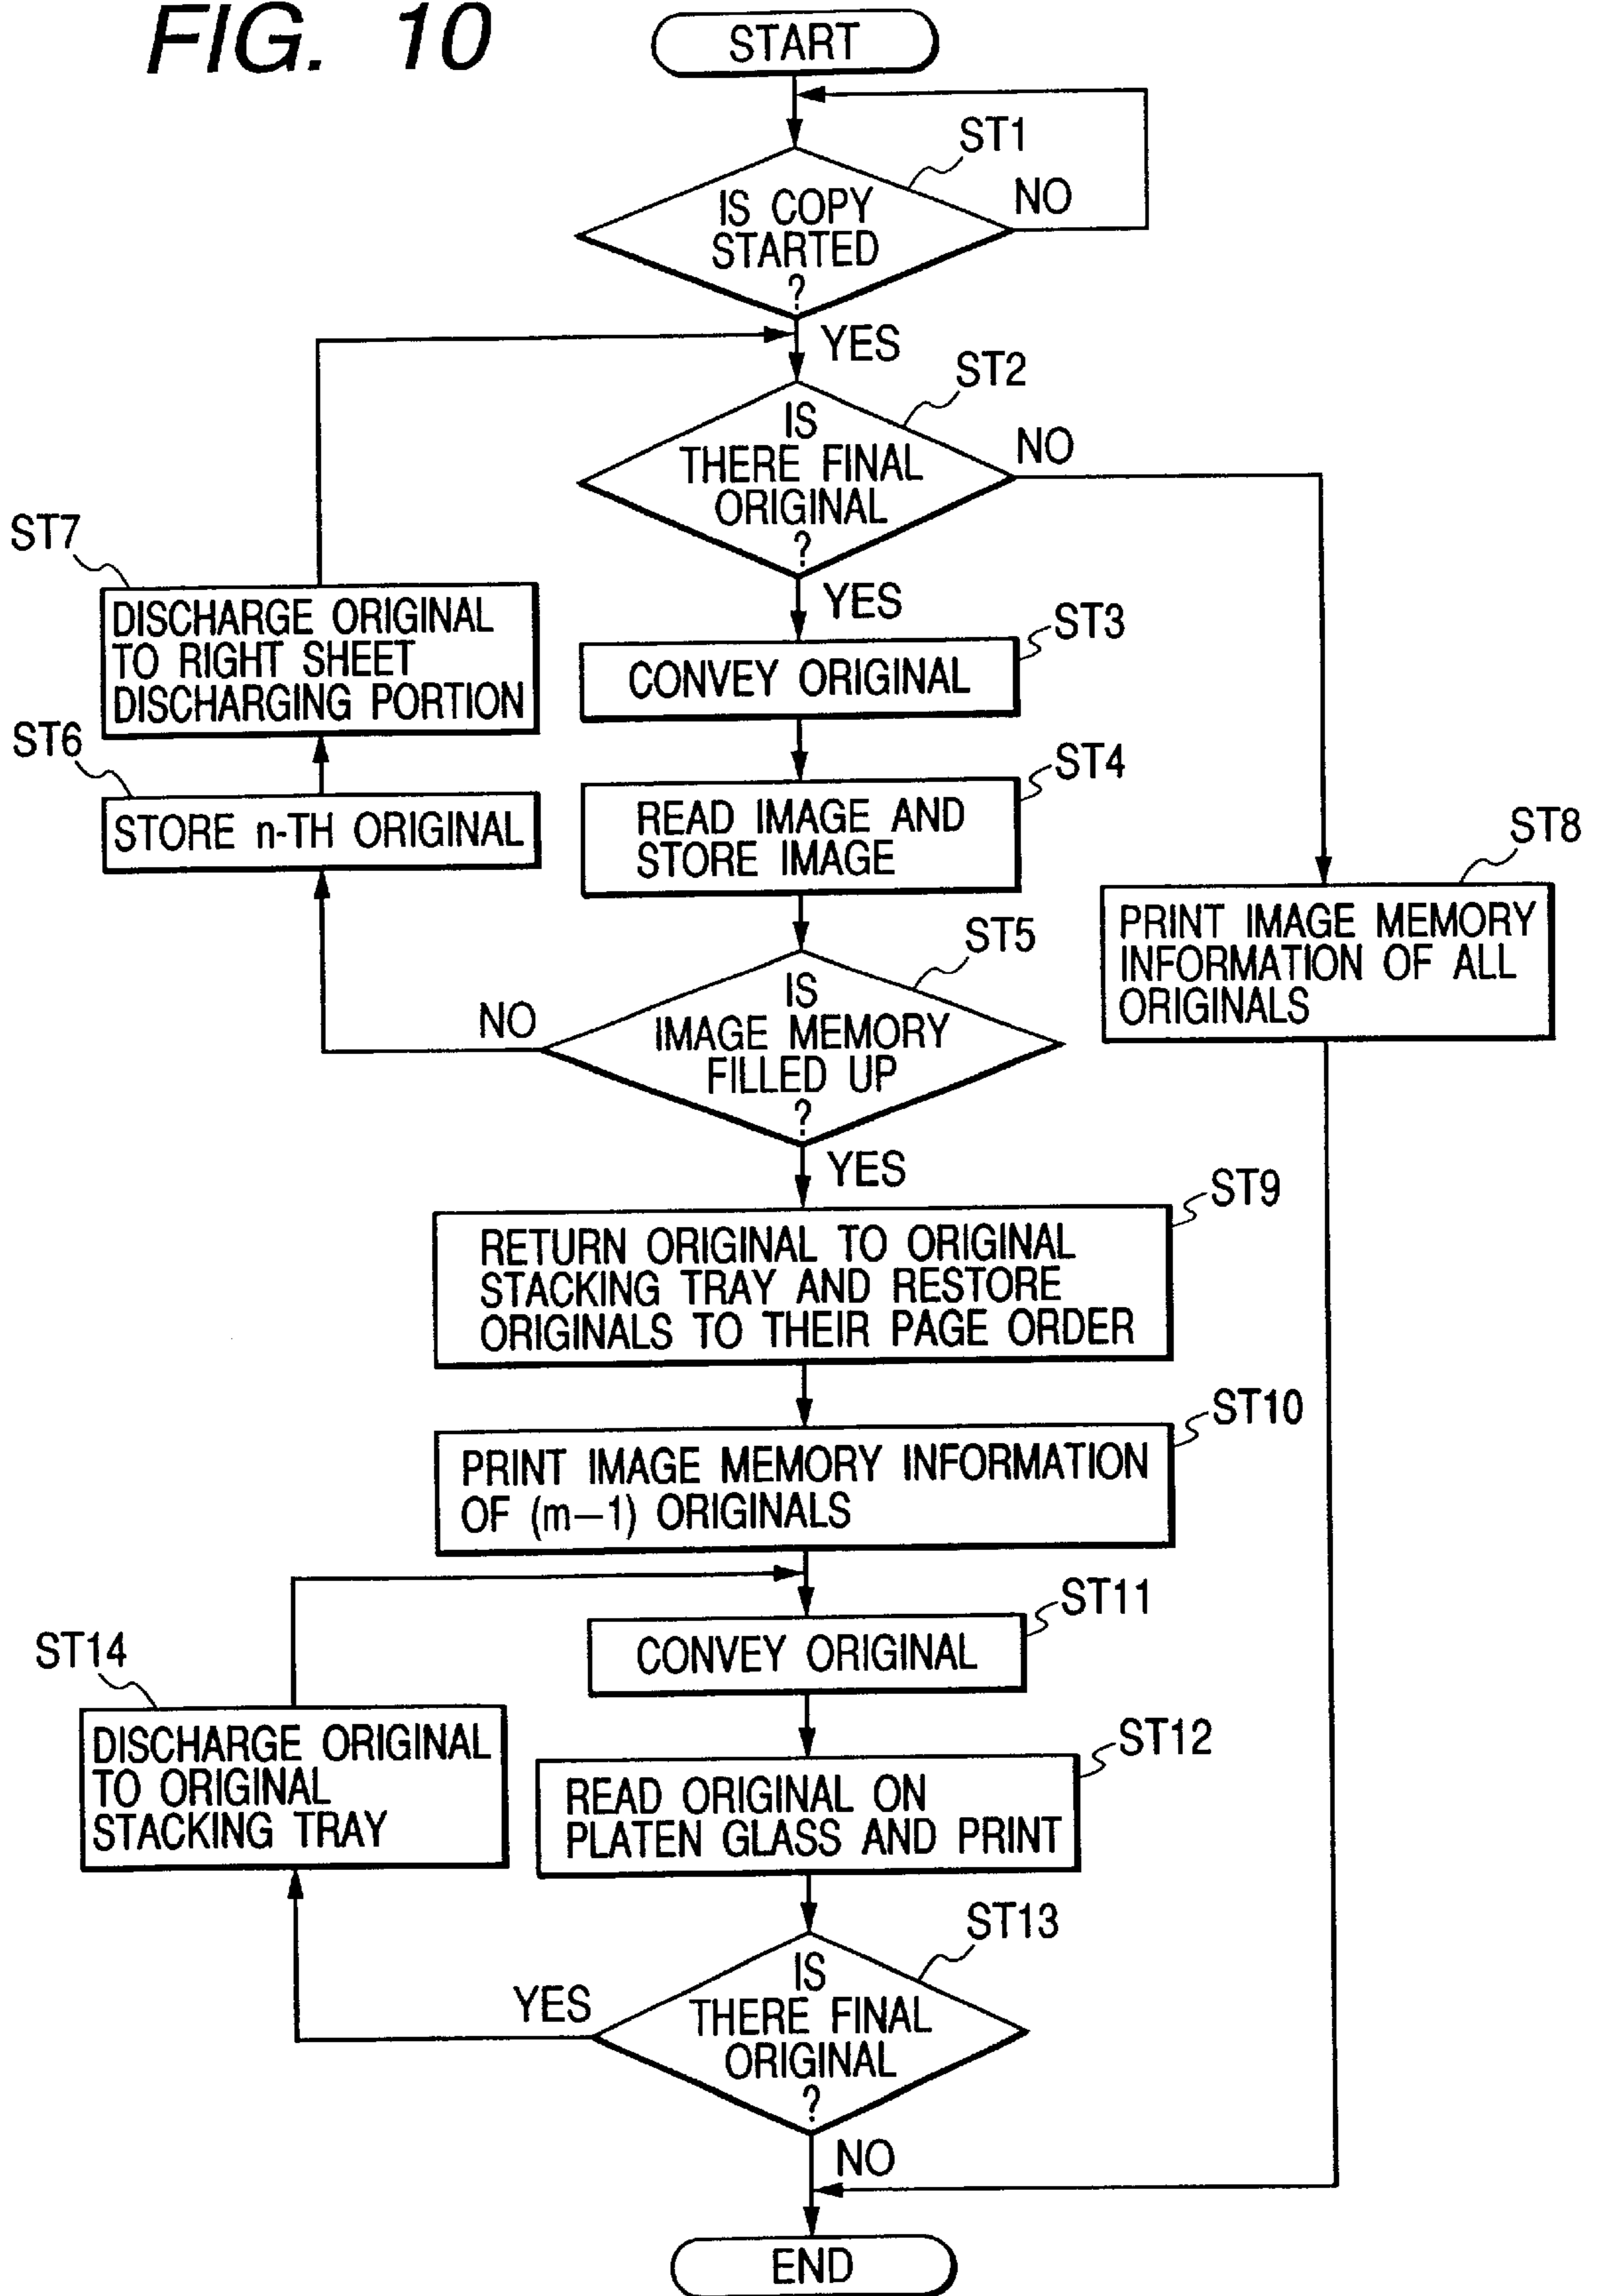 FIG. 10
START
ST1
IS COPY
STARTED
?
NO
YES
ST2
IS
THERE FINAL
ORIGINAL
?
NO
YES
ST7
DISCHARGE ORIGINAL
TO RIGHT SHEET
DISCHARGING PORTION
ST3
CONVEY ORIGINAL
ST6
STORE n-TH ORIGINAL
ST4
READ IMAGE AND
STORE IMAGE
ST8
PRINT IMAGE MEMORY
INFORMATION OF ALL
ORIGINALS
ST5
IS
IMAGE MEMORY
FILLED UP
?
NO
YES
ST9
RETURN ORIGINAL TO ORIGINAL
STACKING TRAY AND RESTORE
ORIGINALS TO THEIR PAGE ORDER
ST10
PRINT IMAGE MEMORY INFORMATION
OF (m-1) ORIGINALS
ST11
CONVEY ORIGINAL
ST14
DISCHARGE ORIGINAL
TO ORIGINAL
STACKING TRAY
ST12
READ ORIGINAL ON
PLATEN GLASS AND PRINT
ST13
IS
THERE FINAL
ORIGINAL
?
YES
NO
END